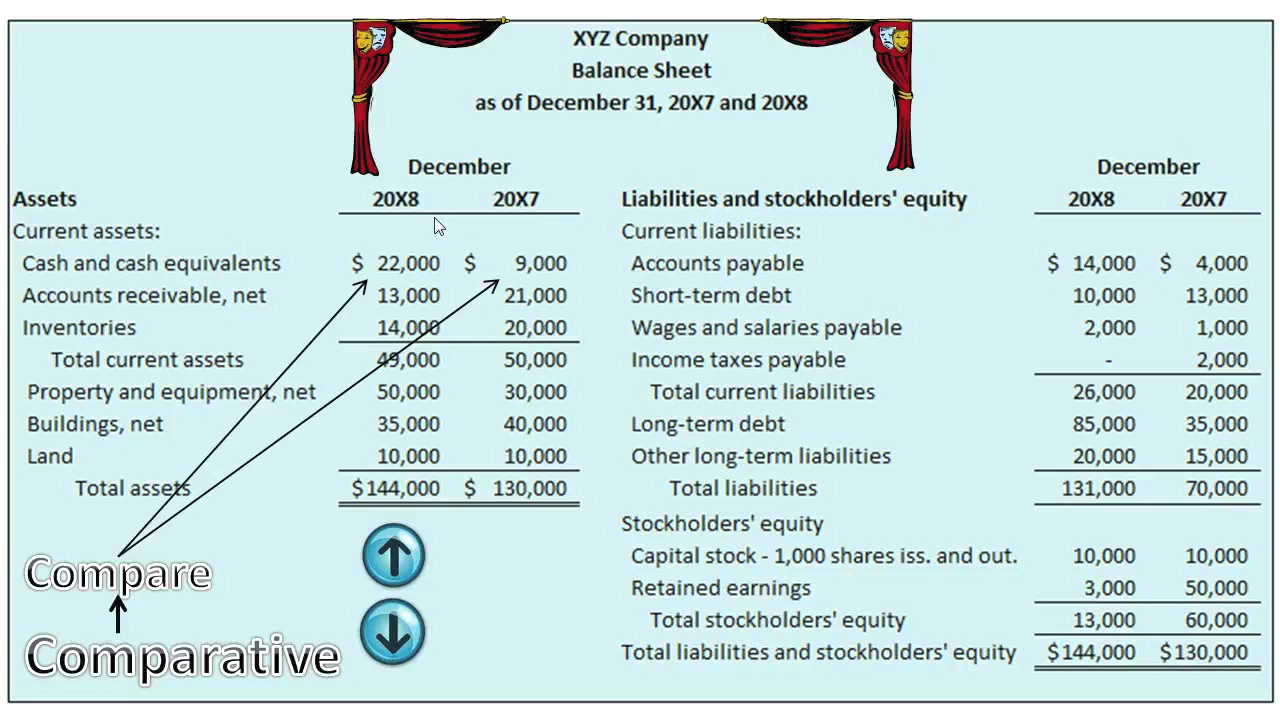 XYZ Company
Balance Sheet
as of December 31, 20X7 and 20X8
December
Assets 20X8 20X7
Current assets:
Cash and cash equivalents $ 22,000 $ 9,000
Accounts receivable, net 13,000 21,000
Inventories 14,000 20,000
Total current assets 49,000 50,000
Property and equipment, net 50,000 30,000
Buildings, net 35,000 40,000
Land 10,000 10,000
Total assets $144,000 $ 130,000
Compare
Comparative
December
Liabilities and stockholders' equity 20X8 20X7
Current liabilities:
Accounts payable $ 14,000 $ 4,000
Short-term debt 10,000 13,000
Wages and salaries payable 2,000 1,000
Income taxes payable - 2,000
Total current liabilities 26,000 20,000
Long-term debt 85,000 35,000
Other long-term liabilities 20,000 15,000
Total liabilities 131,000 70,000
Stockholders' equity
Capital stock - 1,000 shares iss. and out. 10,000 10,000
Retained earnings 3,000 50,000
Total stockholders' equity 13,000 60,000
Total liabilities and stockholders' equity $144,000 $130,000